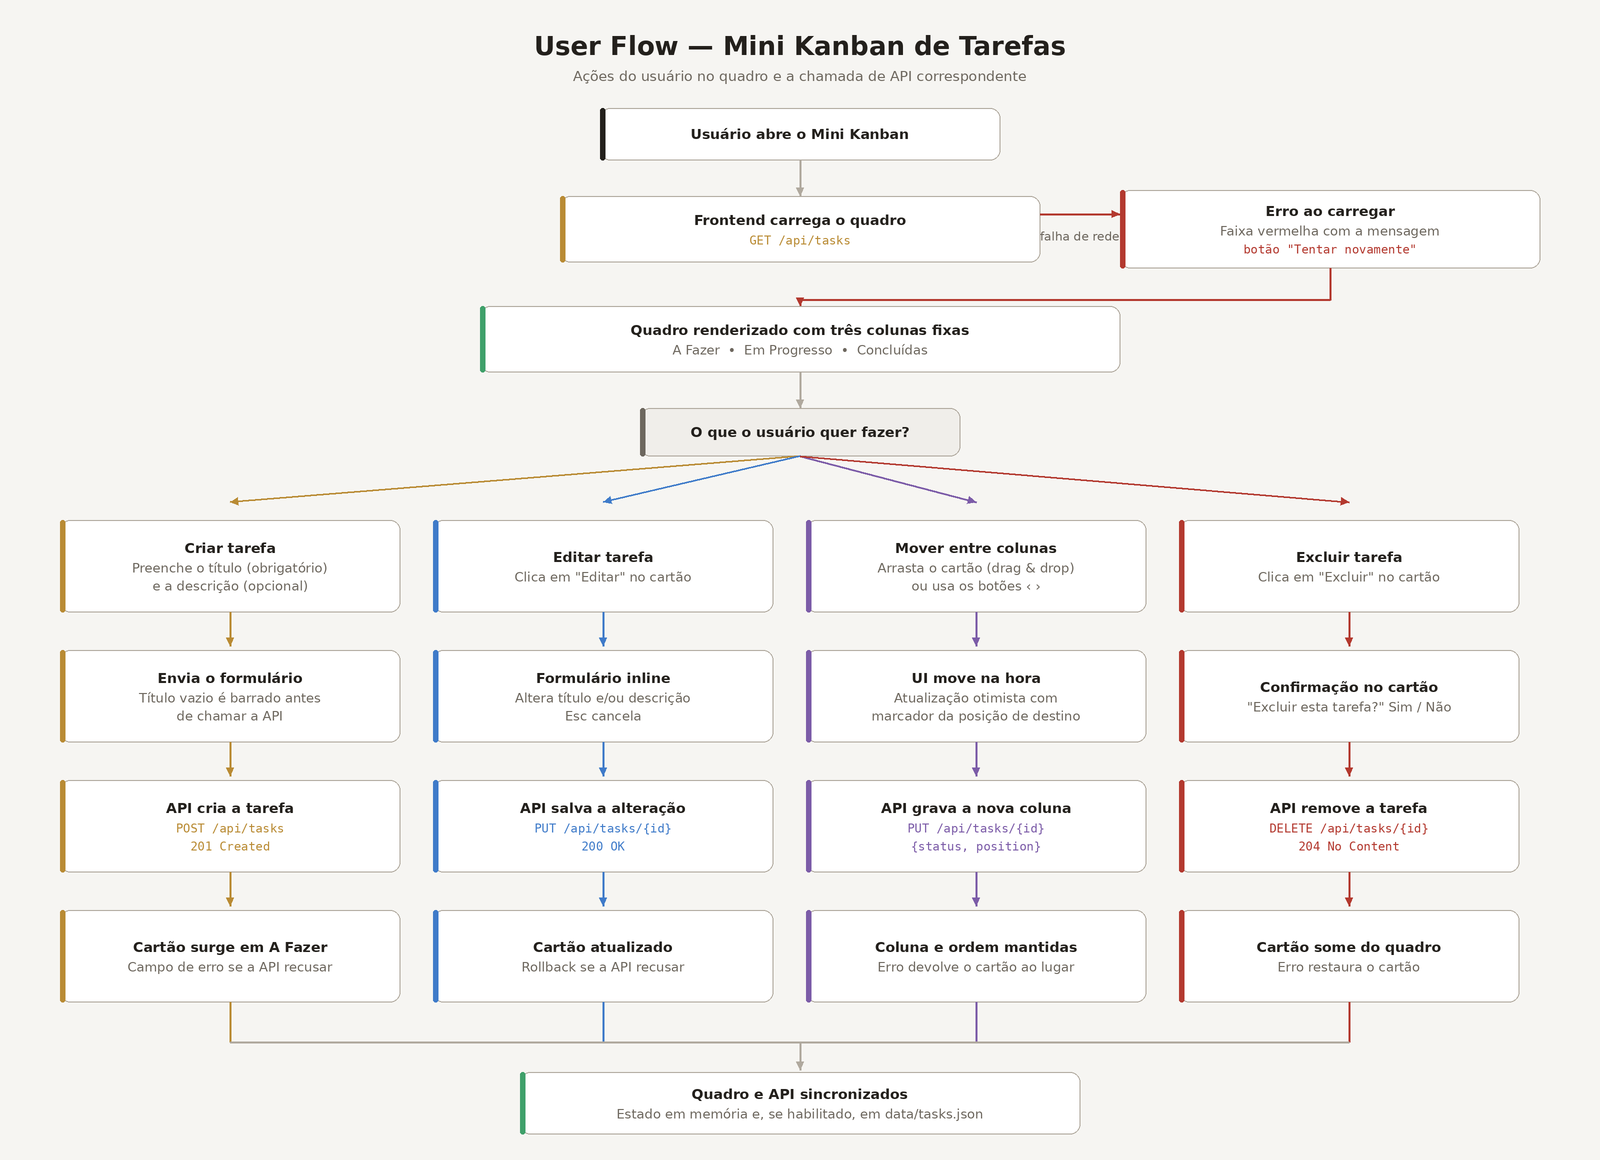 User Flow — Mini Kanban de Tarefas
Ações do usuário no quadro e a chamada de API correspondente
Usuário abre o Mini Kanban
Frontend carrega o quadro
GET /api/tasks
falha de rede
Erro ao carregar
Faixa vermelha com a mensagem
botão "Tentar novamente"
Quadro renderizado com três colunas fixas
A Fazer • Em Progresso • Concluídas
O que o usuário quer fazer?
Criar tarefa
Preenche o título (obrigatório)
e a descrição (opcional)
Editar tarefa
Clica em "Editar" no cartão
Mover entre colunas
Arrasta o cartão (drag & drop)
ou usa os botões ‹ ›
Excluir tarefa
Clica em "Excluir" no cartão
Envia o formulário
Título vazio é barrado antes
de chamar a API
Formulário inline
Altera título e/ou descrição
Esc cancela
UI move na hora
Atualização otimista com
marcador da posição de destino
Confirmação no cartão
"Excluir esta tarefa?" Sim / Não
API cria a tarefa
POST /api/tasks
201 Created
API salva a alteração
PUT /api/tasks/{id}
200 OK
API grava a nova coluna
PUT /api/tasks/{id}
{status, position}
API remove a tarefa
DELETE /api/tasks/{id}
204 No Content
Cartão surge em A Fazer
Campo de erro se a API recusar
Cartão atualizado
Rollback se a API recusar
Coluna e ordem mantidas
Erro devolve o cartão ao lugar
Cartão some do quadro
Erro restaura o cartão
Quadro e API sincronizados
Estado em memória e, se habilitado, em data/tasks.json